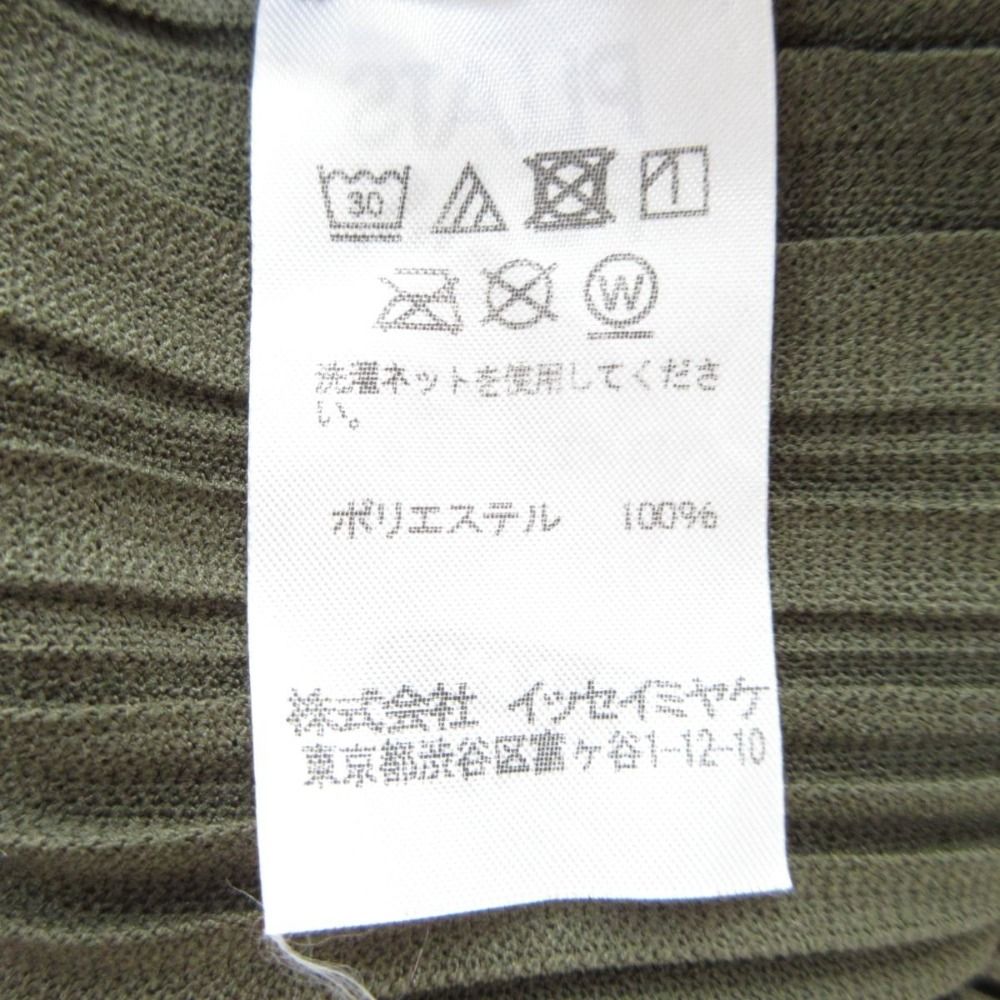 30
W
洗濯ネットを使用してくださ
い。
ポリエステル 100%
株式会社 イッセイミヤケ
東京都渋谷区富ヶ谷1-12-10